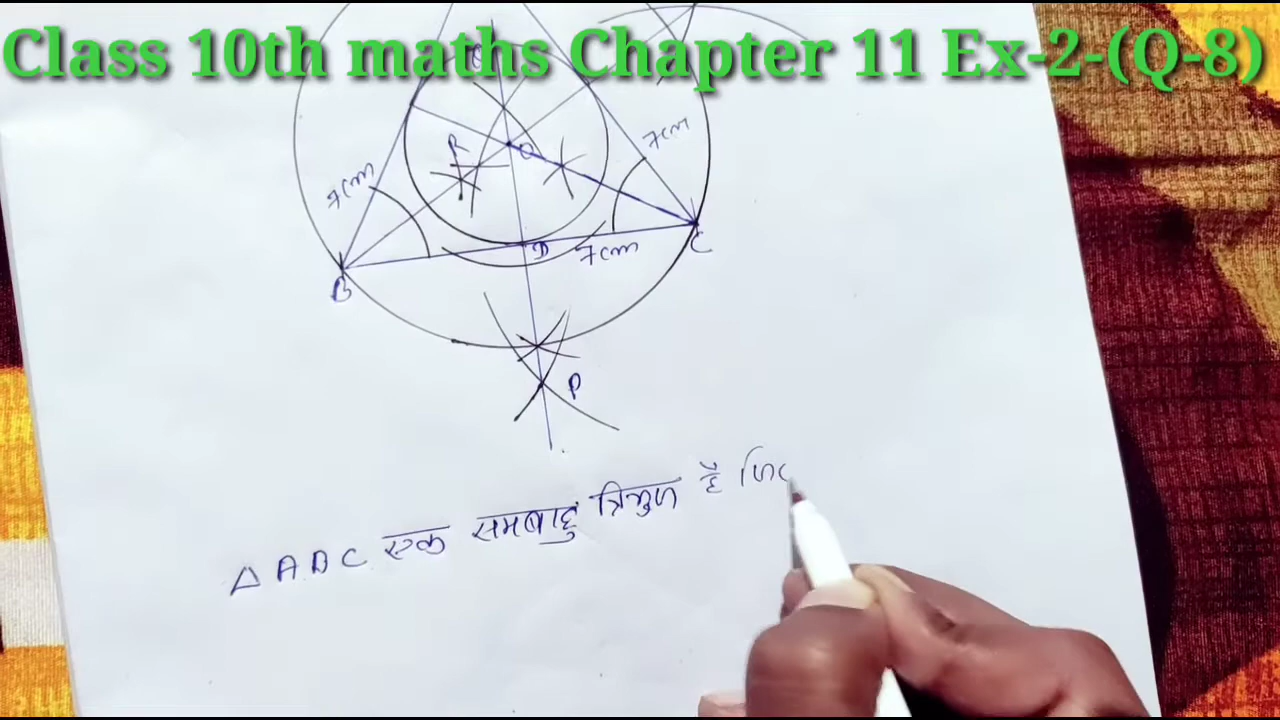 Class 10th maths Chapter 11 Ex-2-(Q-8)
7cm
R
O
7cm
B
D
7cm
C
P
△ABC एक समबाहु त्रिभुज है